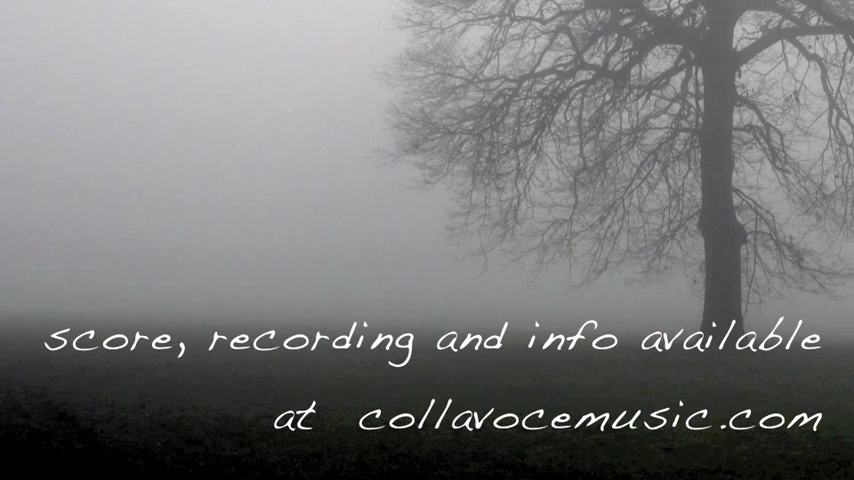 score, recording and info available
at collavocemusic.com